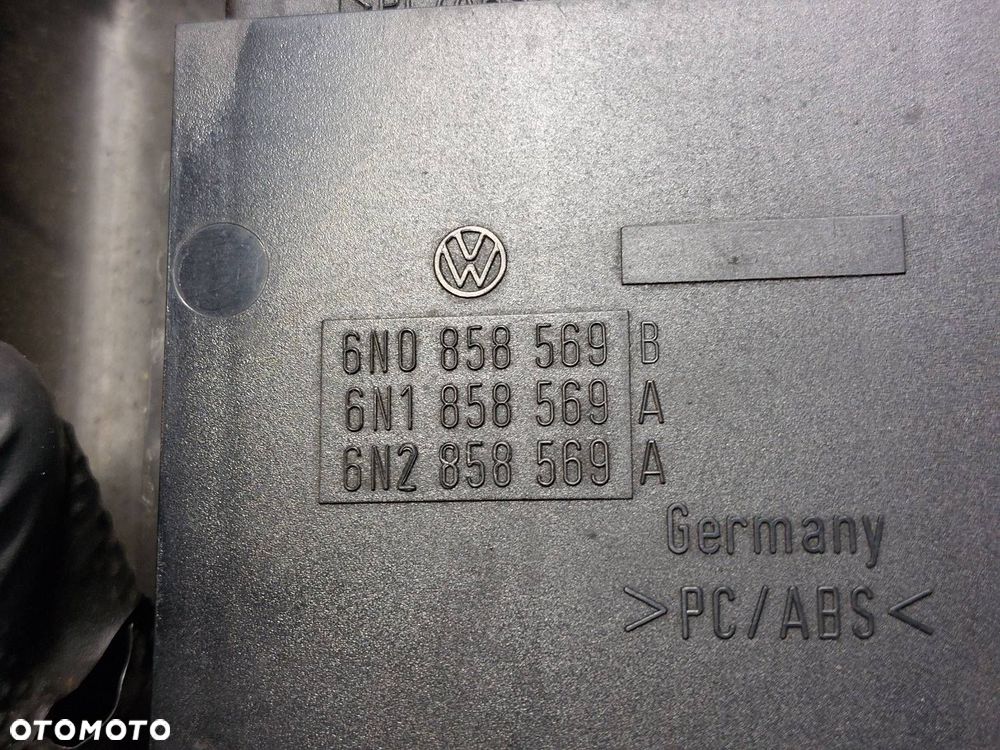 6N0 858 569 B
6N1 858 569 A
6N2 858 569 A
Germany
>PC/ABS<
OTOMOTO